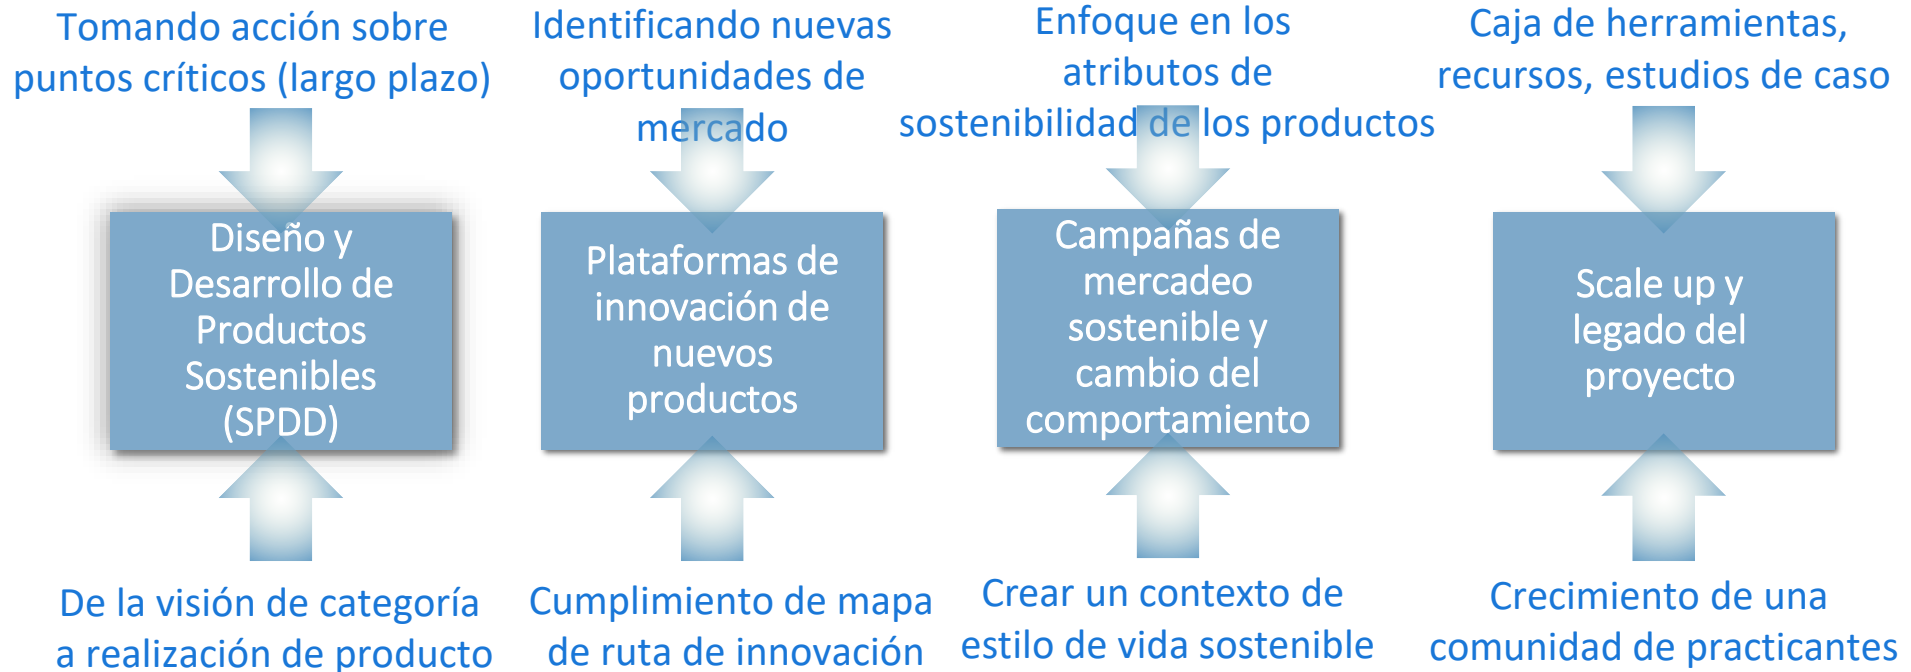 Tomando acción sobre
puntos críticos (largo plazo)
Identificando nuevas
oportunidades de
mercado
Enfoque en los
atributos de
sostenibilidad de los productos
Caja de herramientas,
recursos, estudios de caso
Diseño y
Desarrollo de
Productos
Sostenibles
(SPDD)
Plataformas de
innovación de
nuevos
productos
Campañas de
mercadeo
sostenible y
cambio del
comportamiento
Scale up y
legado del
proyecto
De la visión de categoría
a realización de producto
Cumplimiento de mapa
de ruta de innovación
Crear un contexto de
estilo de vida sostenible
Crecimiento de una
comunidad de practicantes